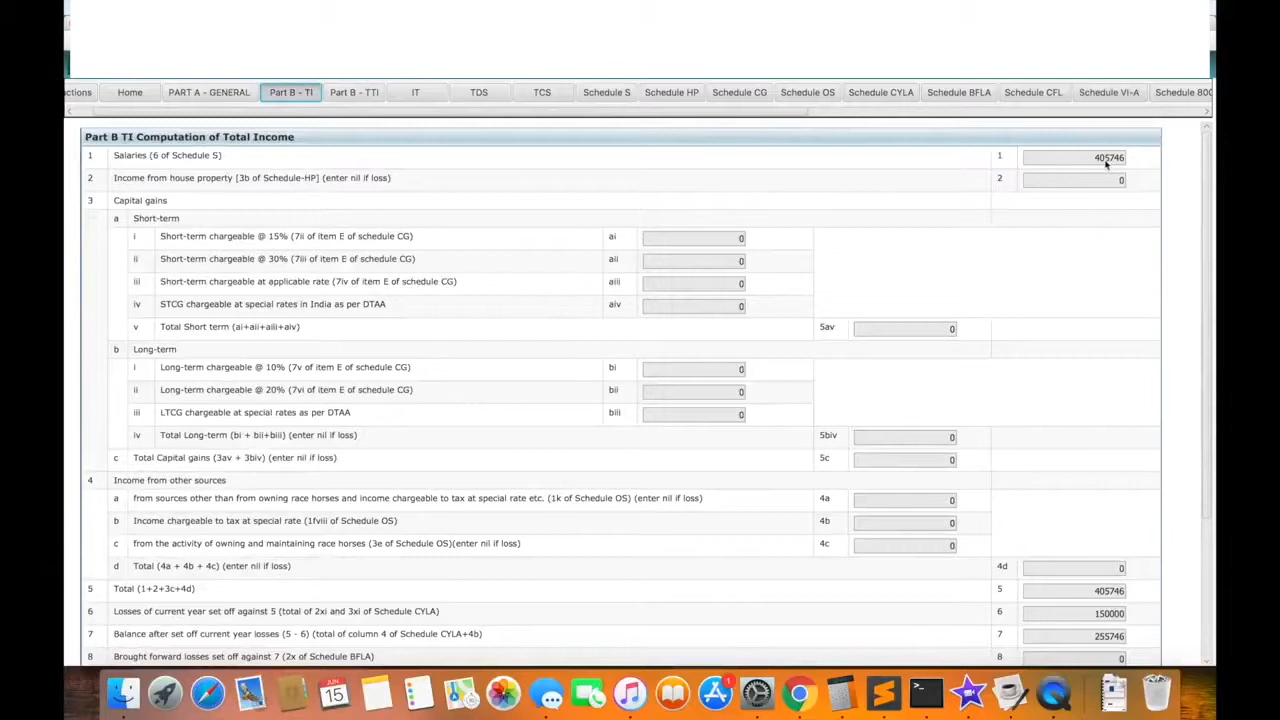 ctions Home PART A - GENERAL Part B - TI Part B - TTI IT TDS TCS Schedule S Schedule HP Schedule CG Schedule OS Schedule CYLA Schedule BFLA Schedule CFL Schedule VI-A Schedule 80G
Part B TI Computation of Total Income
1 Salaries (6 of Schedule S) 1 405746
2 Income from house property [3b of Schedule-HP] (enter nil if loss) 2 0
3 Capital gains
a Short-term
i Short-term chargeable @ 15% (7ii of item E of schedule CG) ai 0
ii Short-term chargeable @ 30% (7iii of item E of schedule CG) aii 0
iii Short-term chargeable at applicable rate (7iv of item E of schedule CG) aiii 0
iv STCG chargeable at special rates in India as per DTAA aiv 0
v Total Short term (ai+aii+aiii+aiv) 5av 0
b Long-term
i Long-term chargeable @ 10% (7v of item E of schedule CG) bi 0
ii Long-term chargeable @ 20% (7vi of item E of schedule CG) bii 0
iii LTCG chargeable at special rates as per DTAA biii 0
iv Total Long-term (bi + bii+biii) (enter nil if loss) 5biv 0
c Total Capital gains (3av + 3biv) (enter nil if loss) 5c 0
4 Income from other sources
a from sources other than from owning race horses and income chargeable to tax at special rate etc. (1k of Schedule OS) (enter nil if loss) 4a 0
b Income chargeable to tax at special rate (1fviii of Schedule OS) 4b 0
c from the activity of owning and maintaining race horses (3e of Schedule OS)(enter nil if loss) 4c 0
d Total (4a + 4b + 4c) (enter nil if loss) 4d 0
5 Total (1+2+3c+4d) 5 405746
6 Losses of current year set off against 5 (total of 2xi and 3xi of Schedule CYLA) 6 150000
7 Balance after set off current year losses (5 - 6) (total of column 4 of Schedule CYLA+4b) 7 255746
8 Brought forward losses set off against 7 (2x of Schedule BFLA) 8 0
JUN
15
1